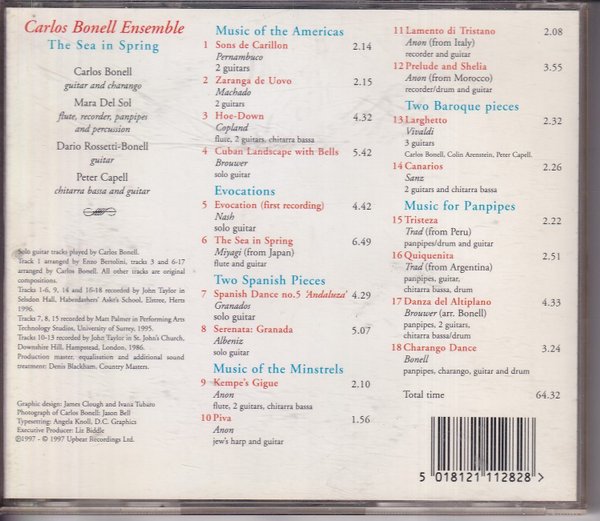 Carlos Bonell Ensemble
The Sea in Spring
Carlos Bonell
guitar and charango
Mara Del Sol
flute, recorder, panpipes
and percussion
Dario Rossetti-Bonell
guitar
Peter Capell
chitarra bassa and guitar
Solo guitar tracks played by Carlos Bonell.
Track 1 arranged by Enzo Bertolini, tracks 3 and 6-17
arranged by Carlos Bonell. All other tracks are original
compositions.
Tracks 1-6, 9, 14 and 16-18 recorded by John Taylor in
Selsdon Hall, Haberdashers' Aske's School, Elstree, Herts
1996.
Tracks 7, 8, 15 recorded by Matt Palmer in Performing Arts
Technology Studios, University of Surrey, 1995.
Tracks 10-13 recorded by John Taylor in St. John's Church,
Downshire Hill, Hampstead, London, 1986.
Production master: equalisation and additional sound
treatment: Denis Blackham, Country Masters.
Graphic design: James Clough and Ivana Tubaro
Photograph of Carlos Bonell: Jason Bell
Typesetting: Angela Knoll, D.C. Graphics
Executive Producer: Liz Biddle
℗1997 - © 1997 Upbeat Recordings Ltd.
Music of the Americas
1 Sons de Carillon 2.14
Pernambuco
2 guitars
2 Zaranga de Uovo 2.15
Machado
2 guitars
3 Hoe-Down 4.32
Copland
flute, 2 guitars, chitarra bassa
4 Cuban Landscape with Bells 5.42
Brouwer
solo guitar
Evocations
5 Evocation (first recording) 4.42
Nash
solo guitar
6 The Sea in Spring 6.49
Miyagi (from Japan)
flute and guitar
Two Spanish Pieces
7 Spanish Dance no.5 'Andaluza' 4.29
Granados
solo guitar
8 Serenata: Granada 5.07
Albeniz
solo guitar
Music of the Minstrels
9 Kempe's Gigue 2.10
Anon
flute, 2 guitars, chitarra bassa
10 Piva 1.56
Anon
jew's harp and guitar
11 Lamento di Tristano 2.08
Anon (from Italy)
recorder and guitar
12 Prelude and Shelia 3.55
Anon (from Morocco)
recorder/drum and guitar
Two Baroque pieces
13 Larghetto 2.32
Vivaldi
3 guitars
Carlos Bonell, Colin Arenstein, Peter Capell.
14 Canarios 2.26
Sanz
2 guitars and chitarra bassa
Music for Panpipes
15 Tristeza 2.22
Trad (from Peru)
panpipes/drum and guitar
16 Quiquenita 2.51
Trad (from Argentina)
panpipes, guitar,
chitarra bassa, drum
17 Danza del Altiplano 4.33
Brouwer (arr. Bonell)
panpipes, 2 guitars,
chitarra bassa/drum
18 Charango Dance 3.24
Bonell
panpipes, charango, guitar and drum
Total time 64.32
5 018121 112828 >